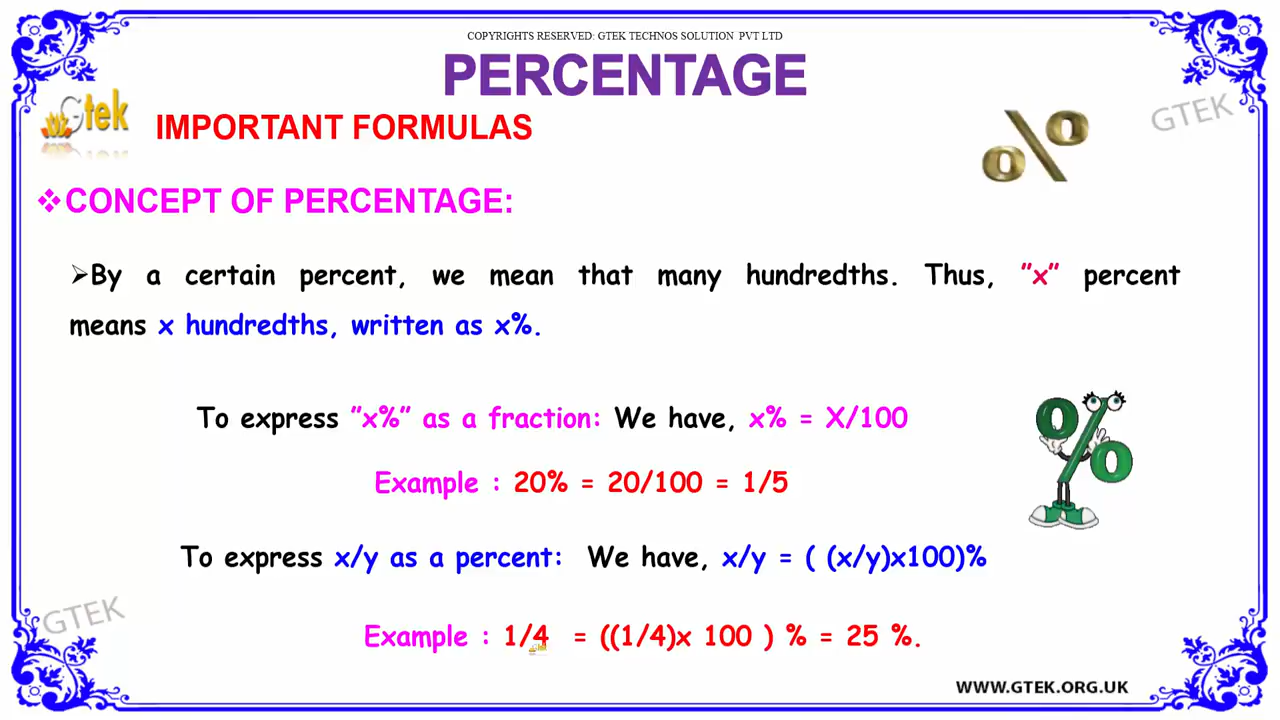 COPYRIGHTS RESERVED: GTEK TECHNOS SOLUTION PVT LTD
PERCENTAGE
Gtek
GTEK
IMPORTANT FORMULAS
%
❖CONCEPT OF PERCENTAGE:
➢By a certain percent, we mean that many hundredths. Thus, ”x” percent
means x hundredths, written as x%.
To express ”x%” as a fraction: We have, x% = X/100
Example : 20% = 20/100 = 1/5
To express x/y as a percent: We have, x/y = ( (x/y)x100)%
GTEK
Example : 1/4 = ((1/4)x 100 ) % = 25 %.
WWW.GTEK.ORG.UK